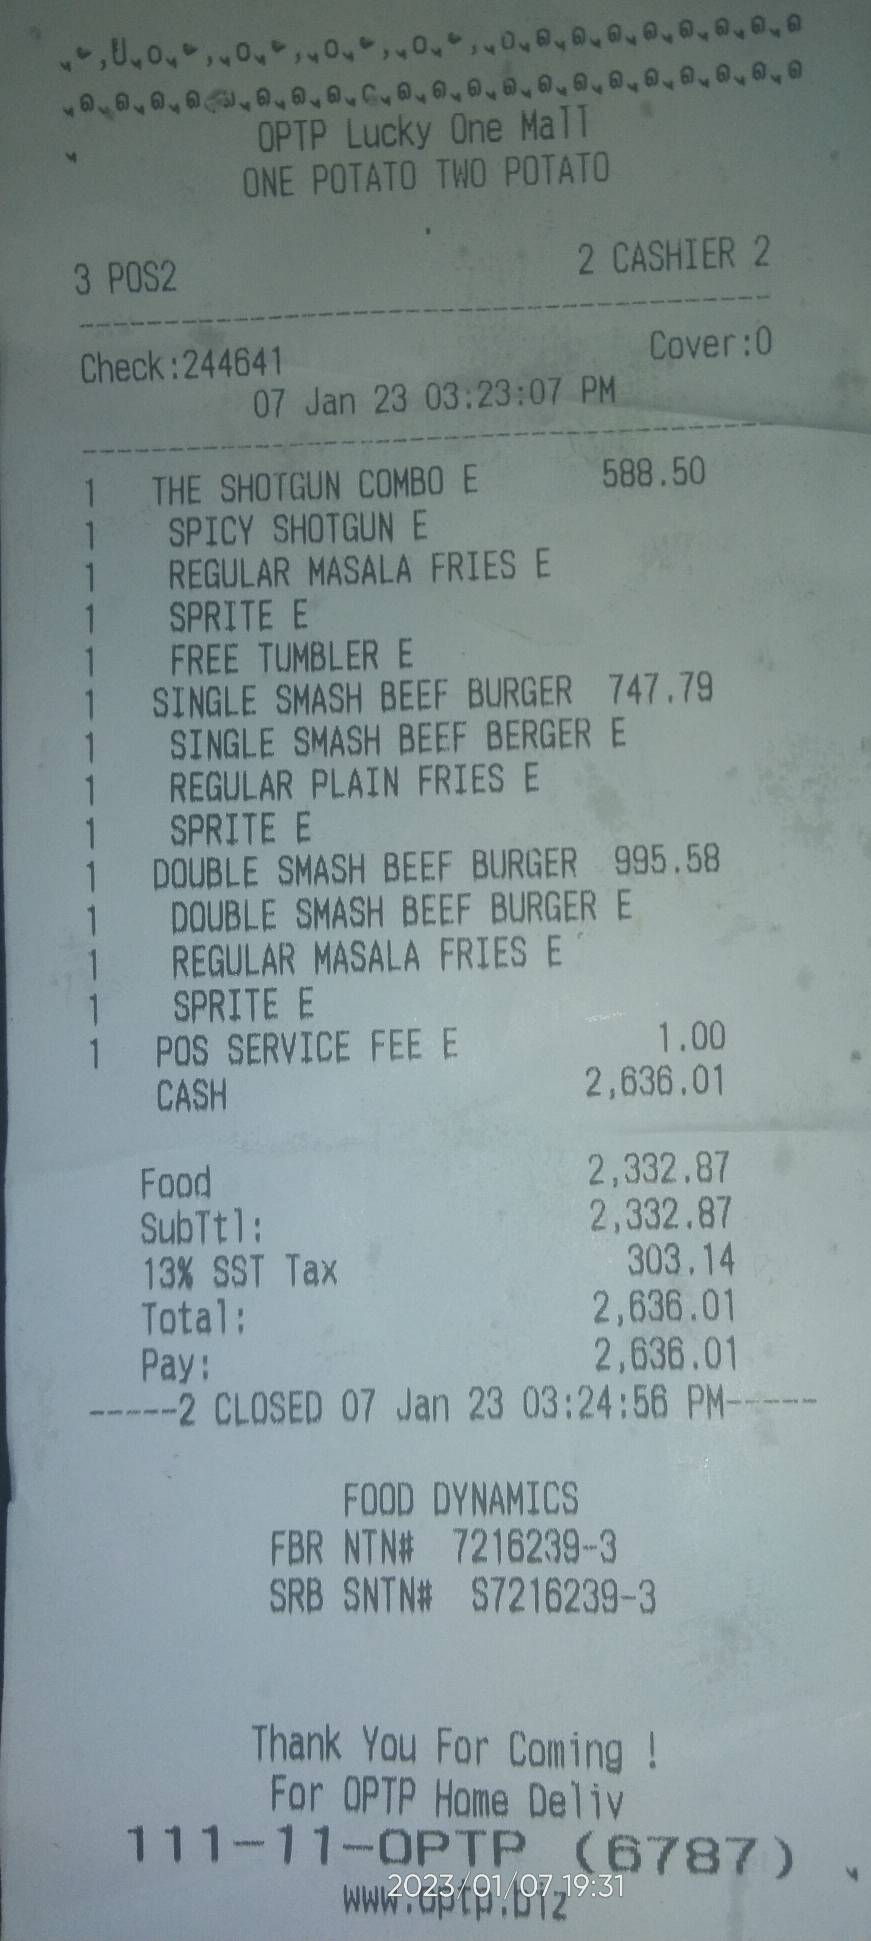 OPTP Lucky One Mall
ONE POTATO TWO POTATO
3 POS2 2 CASHIER 2
Check:244641 Cover:0
07 Jan 23 03:23:07 PM
1 THE SHOTGUN COMBO E 588.50
1 SPICY SHOTGUN E
1 REGULAR MASALA FRIES E
1 SPRITE E
1 FREE TUMBLER E
1 SINGLE SMASH BEEF BURGER 747.79
1 SINGLE SMASH BEEF BERGER E
1 REGULAR PLAIN FRIES E
1 SPRITE E
1 DOUBLE SMASH BEEF BURGER 995.58
1 DOUBLE SMASH BEEF BURGER E
1 REGULAR MASALA FRIES E
1 SPRITE E
1 POS SERVICE FEE E 1.00
CASH 2,636.01
Food 2,332.87
SubTtl: 2,332.87
13% SST Tax 303.14
Total: 2,636.01
Pay: 2,636.01
-----2 CLOSED 07 Jan 23 03:24:56 PM-----
FOOD DYNAMICS
FBR NTN# 7216239-3
SRB SNTN# S7216239-3
Thank You For Coming !
For OPTP Home Deliv
111-11-OPTP (6787)
www.optp.biz
2023/01/07 19:31